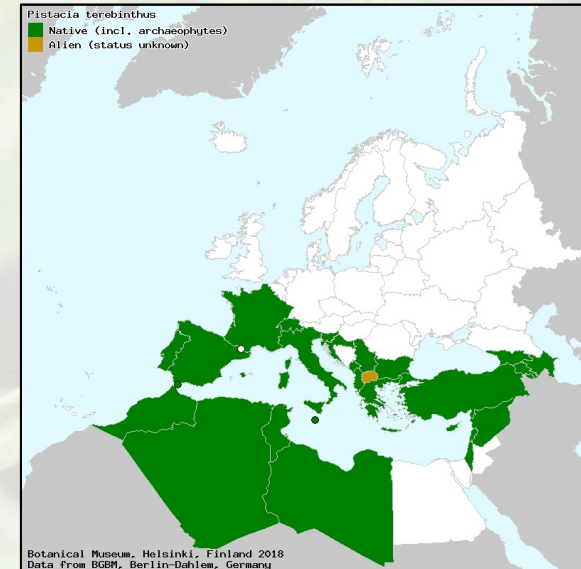 Pistacia terebinthus
Native (incl. archaeophytes)
Alien (status unknown)
Botanical Museum, Helsinki, Finland 2018
Data from BGBM, Berlin-Dahlem, Germany